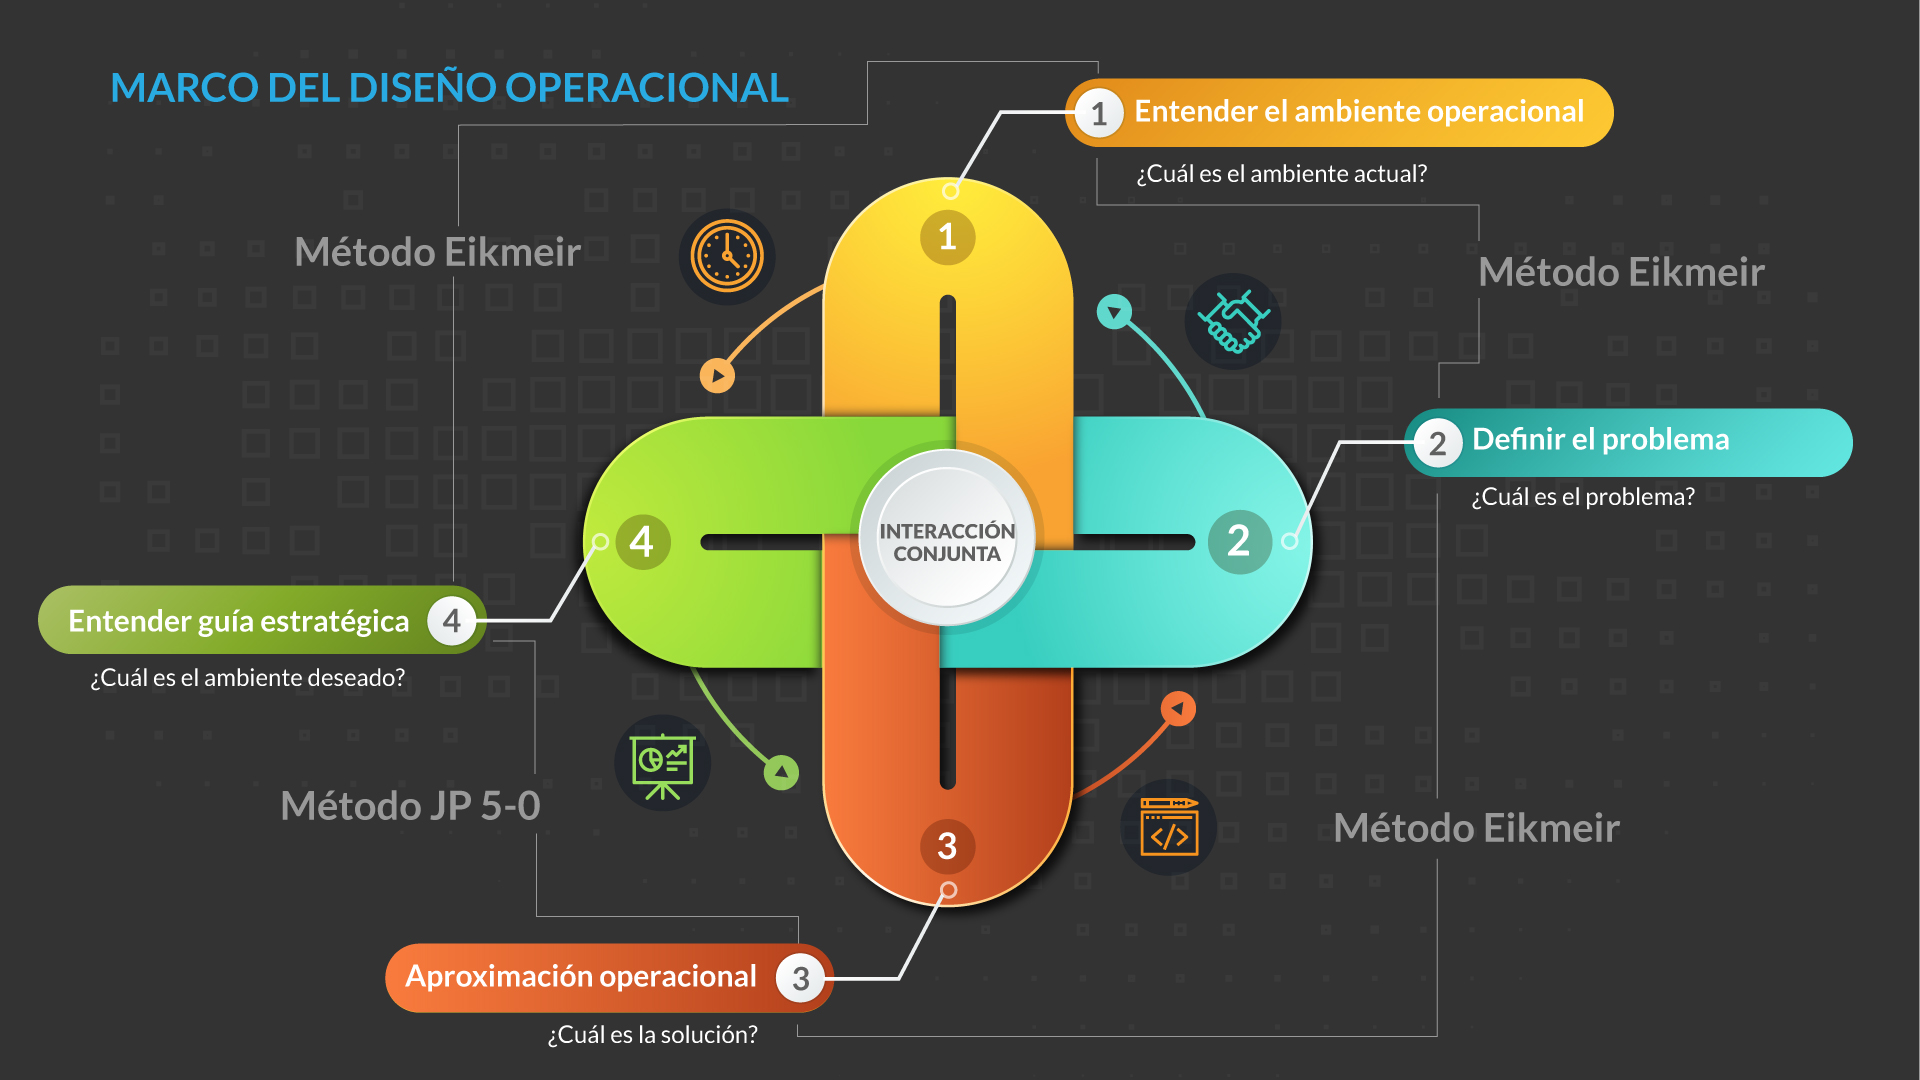 MARCO DEL DISEÑO OPERACIONAL
1 Entender el ambiente operacional
¿Cuál es el ambiente actual?
Método Eikmeir
1
Método Eikmeir
2 Definir el problema
¿Cuál es el problema?
4
INTERACCIÓN
CONJUNTA
2
Entender guía estratégica 4
¿Cuál es el ambiente deseado?
Método JP 5-0
3
Método Eikmeir
Aproximación operacional 3
¿Cuál es la solución?